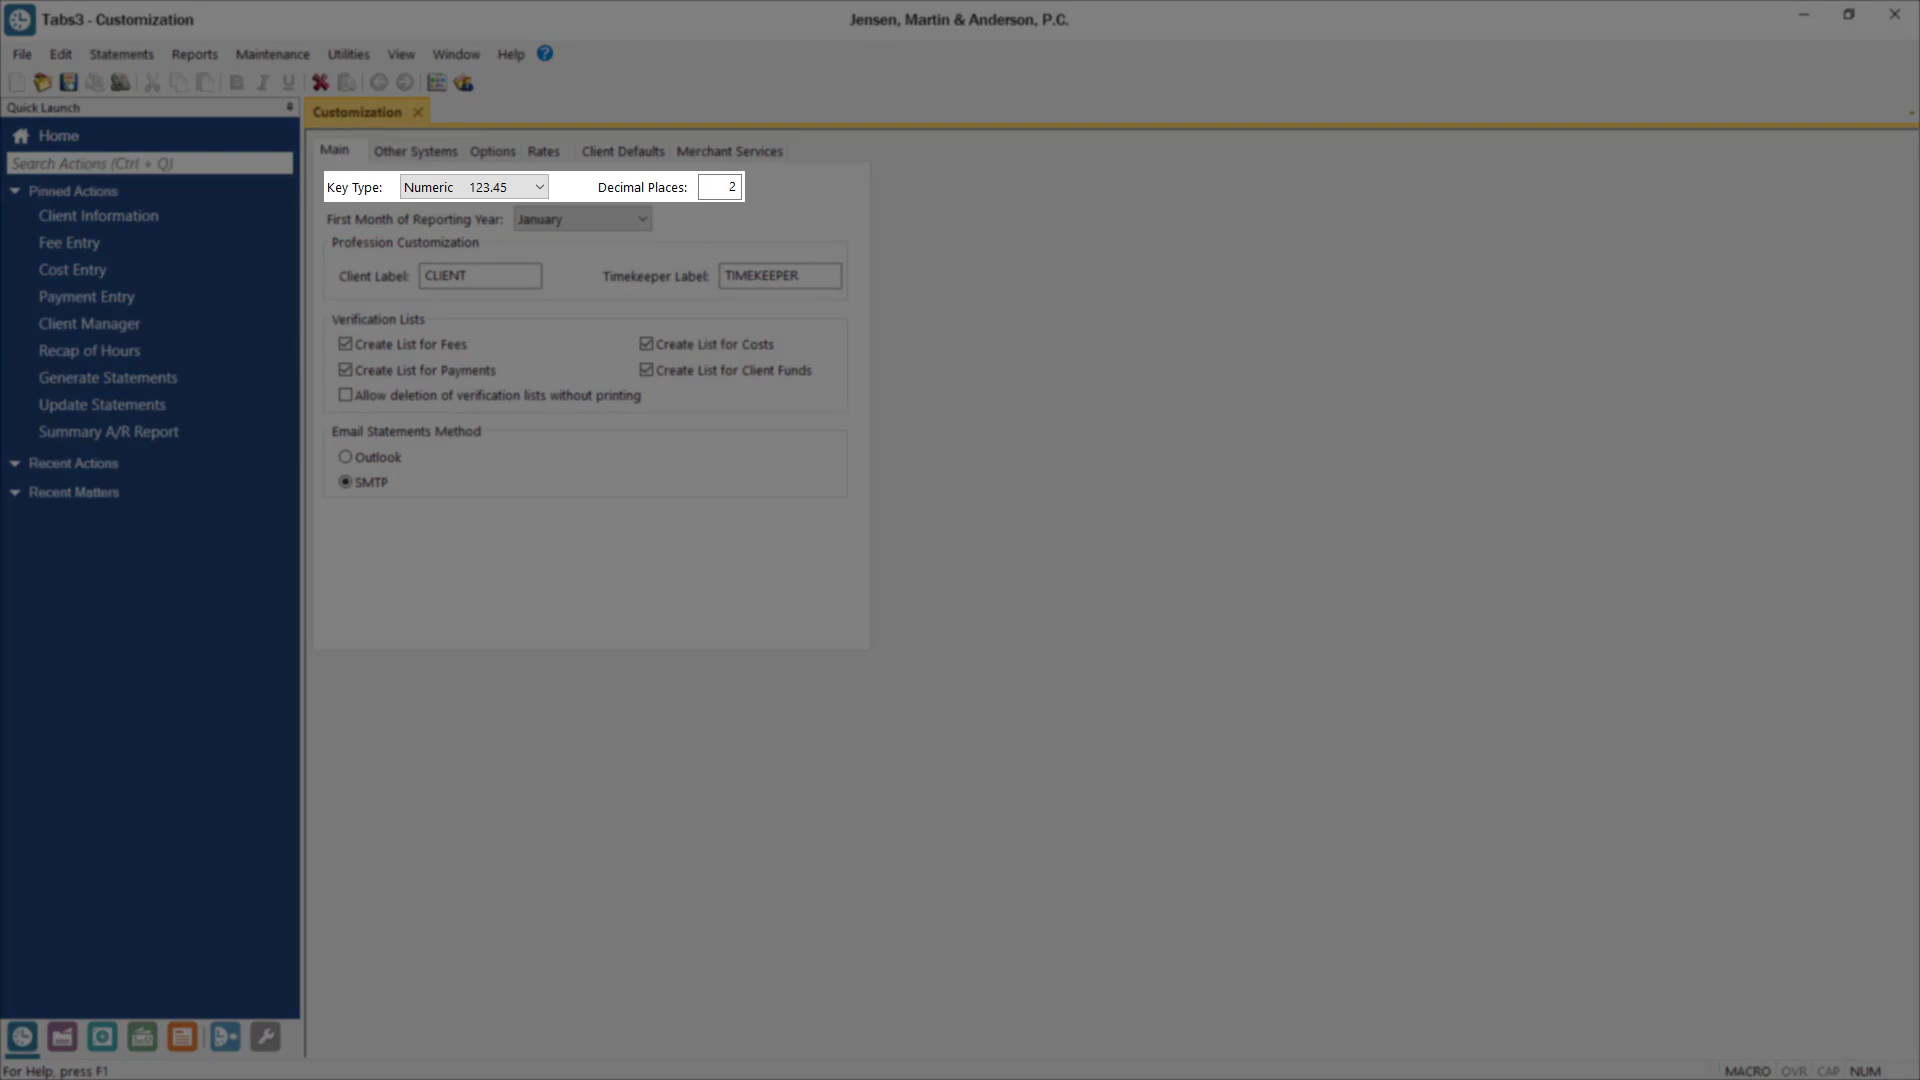 Tabs3 - Customization
Jensen, Martin & Anderson, P.C.
File Edit Statements Reports Maintenance Utilities View Window Help ?
B I U
Quick Launch
Customization
Home
Search Actions (Ctrl + Q)
Main Other Systems Options Rates Client Defaults Merchant Services
Pinned Actions
Client Information
Fee Entry
Cost Entry
Payment Entry
Client Manager
Recap of Hours
Generate Statements
Update Statements
Summary A/R Report
Recent Actions
Recent Matters
Key Type: Numeric 123.45 Decimal Places: 2
First Month of Reporting Year: January
Profession Customization
Client Label: CLIENT Timekeeper Label: TIMEKEEPER
Verification Lists
Create List for Fees Create List for Costs
Create List for Payments Create List for Client Funds
Allow deletion of verification lists without printing
Email Statements Method
Outlook
SMTP
For Help, press F1
MACRO OVR CAP NUM